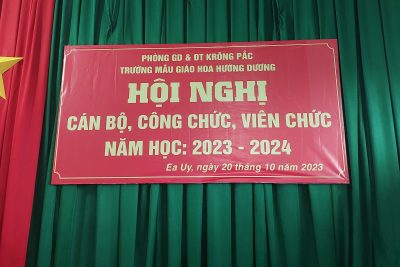 PHÒNG GD & ĐT KRÔNG PẮC
TRƯỜNG MẪU GIÁO HOA HƯỚNG DƯƠNG
HỘI NGHỊ
CÁN BỘ, CÔNG CHỨC, VIÊN CHỨC
NĂM HỌC: 2023 - 2024
Ea Uy, ngày 20 tháng 10 năm 2023